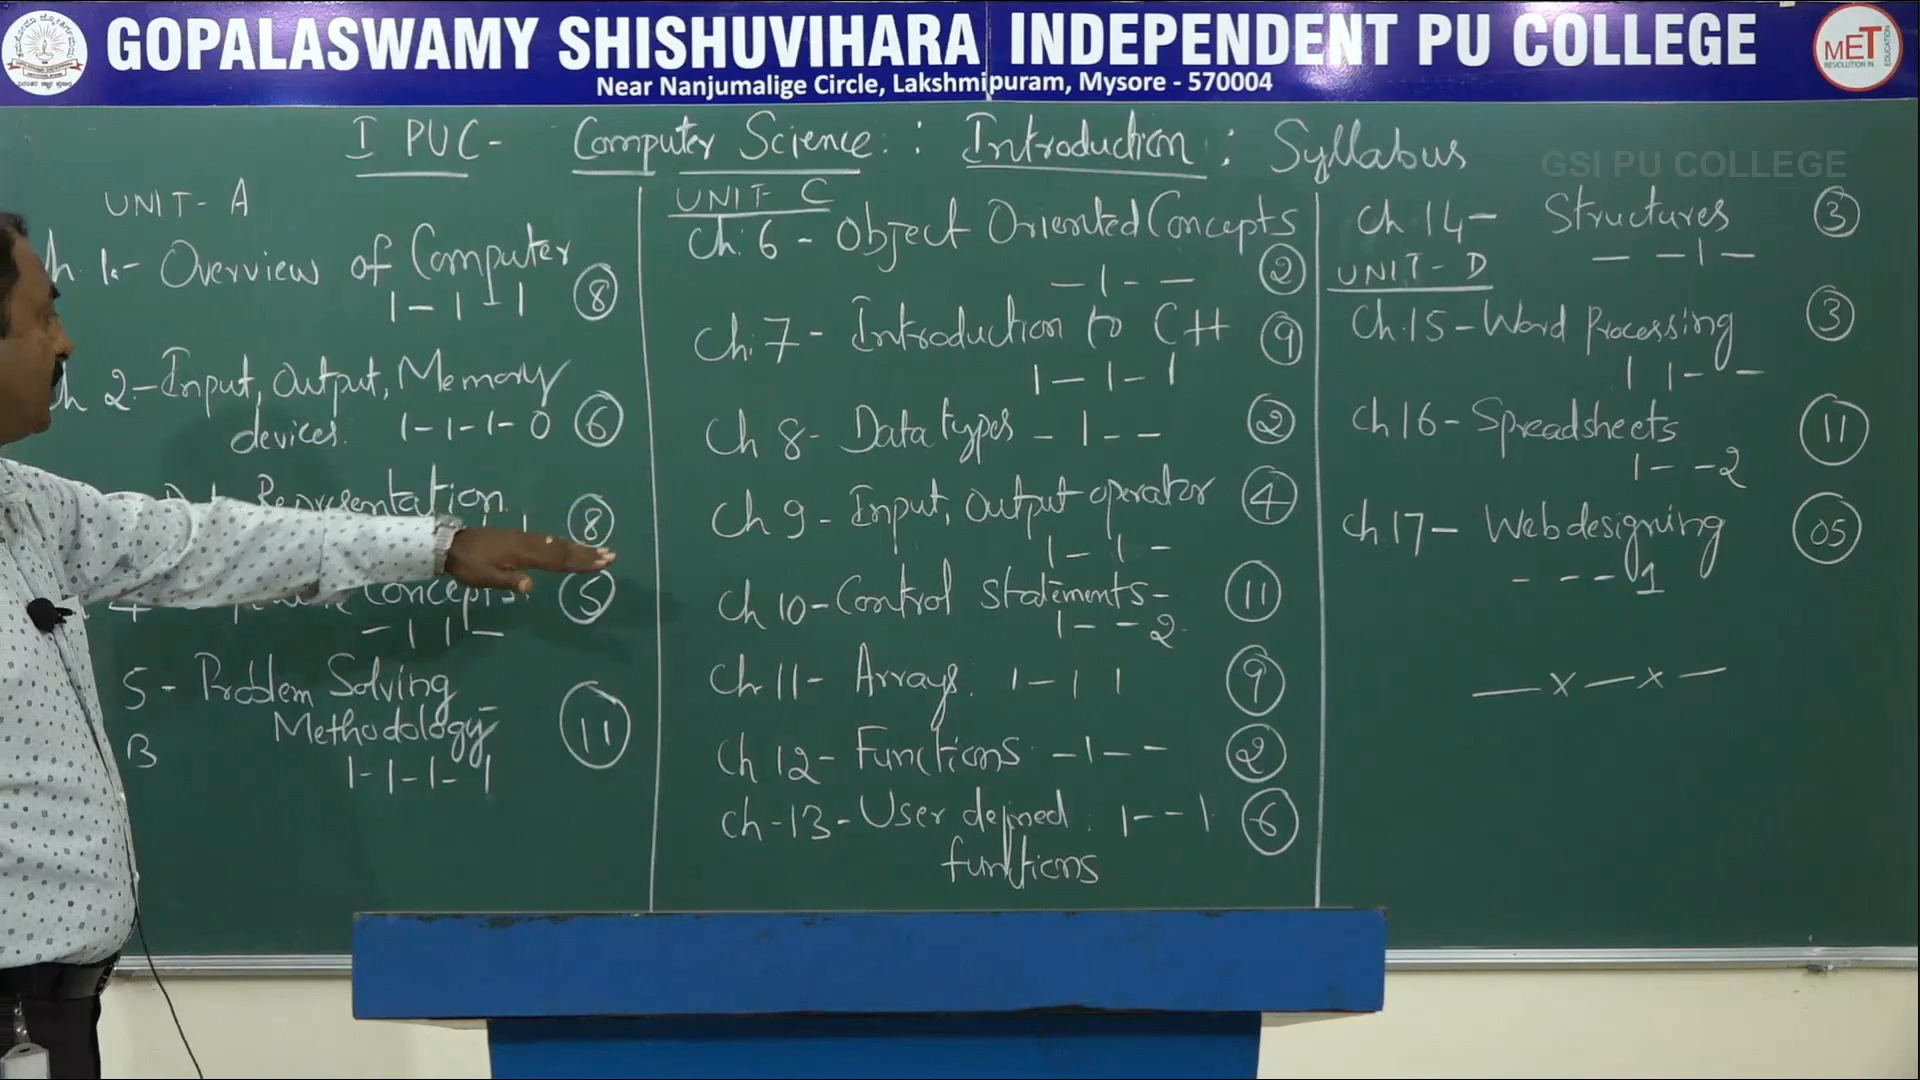 GOPALASWAMY SHISHUVIHARA INDEPENDENT PU COLLEGE
Near Nanjumalige Circle, Lakshmipuram, Mysore - 570004
MET
REVOLUTION IN EDUCATION
I PUC - Computer Science : Introduction : Syllabus
GSI PU COLLEGE
UNIT - A
h 1 - Overview of Computer
1 - 1 - 1 8
h 2 - Input, Output, Memory
devices. 1 - 1 - 1 - 0 6
Representation
8
4 Concepts. 5
- 1 1 -
5 - Problem Solving
Methodology 11
B
1 - 1 - 1 - 1
UNIT C
Ch. 6 - Object Oriented Concepts
- 1 - - 2
Ch. 7 - Introduction to C++ 9
1 - 1 - 1
Ch 8 - Data types - 1 - - 2
Ch 9 - Input, Output operator 4
1 - 1 -
Ch 10 - Control Statements - 11
1 - - 2
Ch 11 - Arrays. 1 - 1 1 9
Ch 12 - Functions - 1 - - 2
Ch - 13 - User defined : 1 - - 1 6
functions
Ch 14 - Structures 3
- - 1 -
UNIT - D
Ch. 15 - Word Processing 3
1 1 - -
Ch 16 - Spreadsheets 11
1 - - 2
Ch 17 - Web designing 05
- - - 1
— x — x —